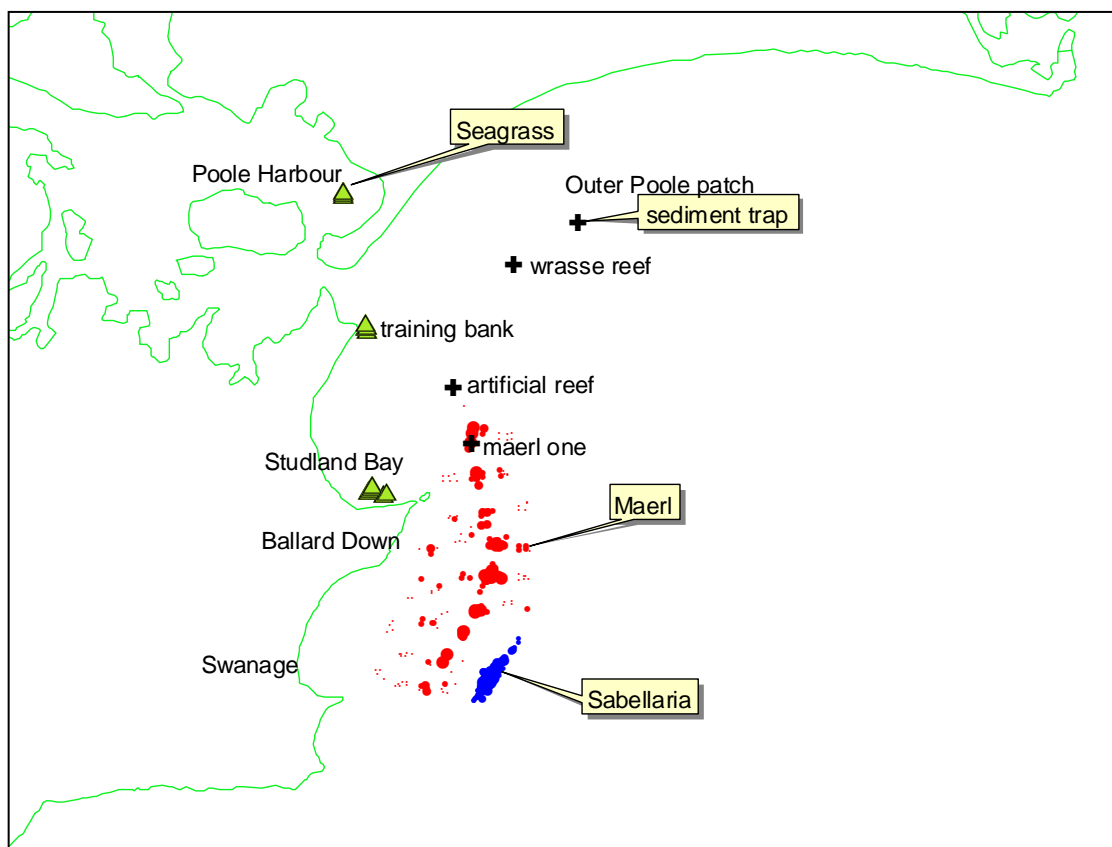 Seagrass
Poole Harbour
Outer Poole patch
sediment trap
wrasse reef
training bank
artificial reef
maerl one
Studland Bay
Maerl
Ballard Down
Swanage
Sabellaria